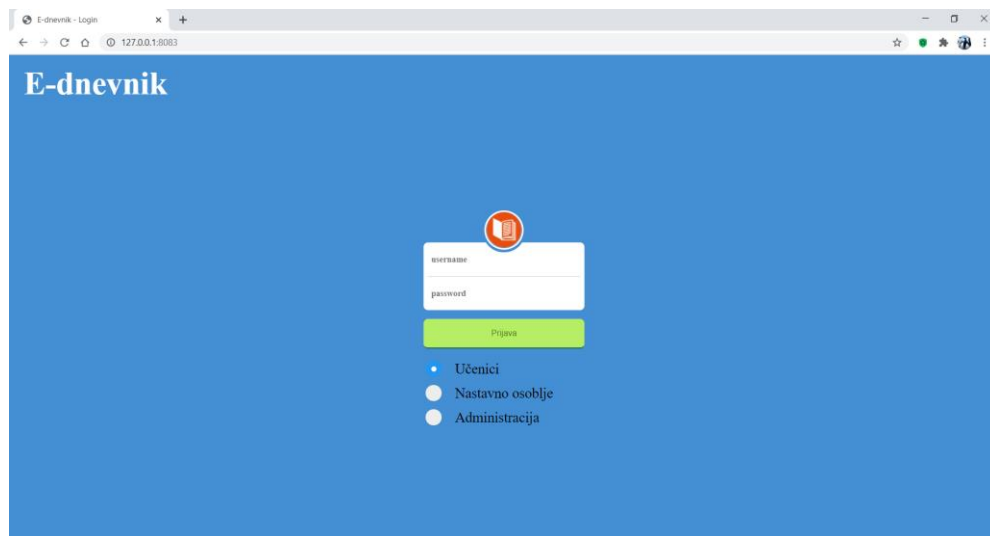 E-dnevnik - Login
127.0.0.1:8083
E-dnevnik
username
password
Prijava
Učenici
Nastavno osoblje
Administracija